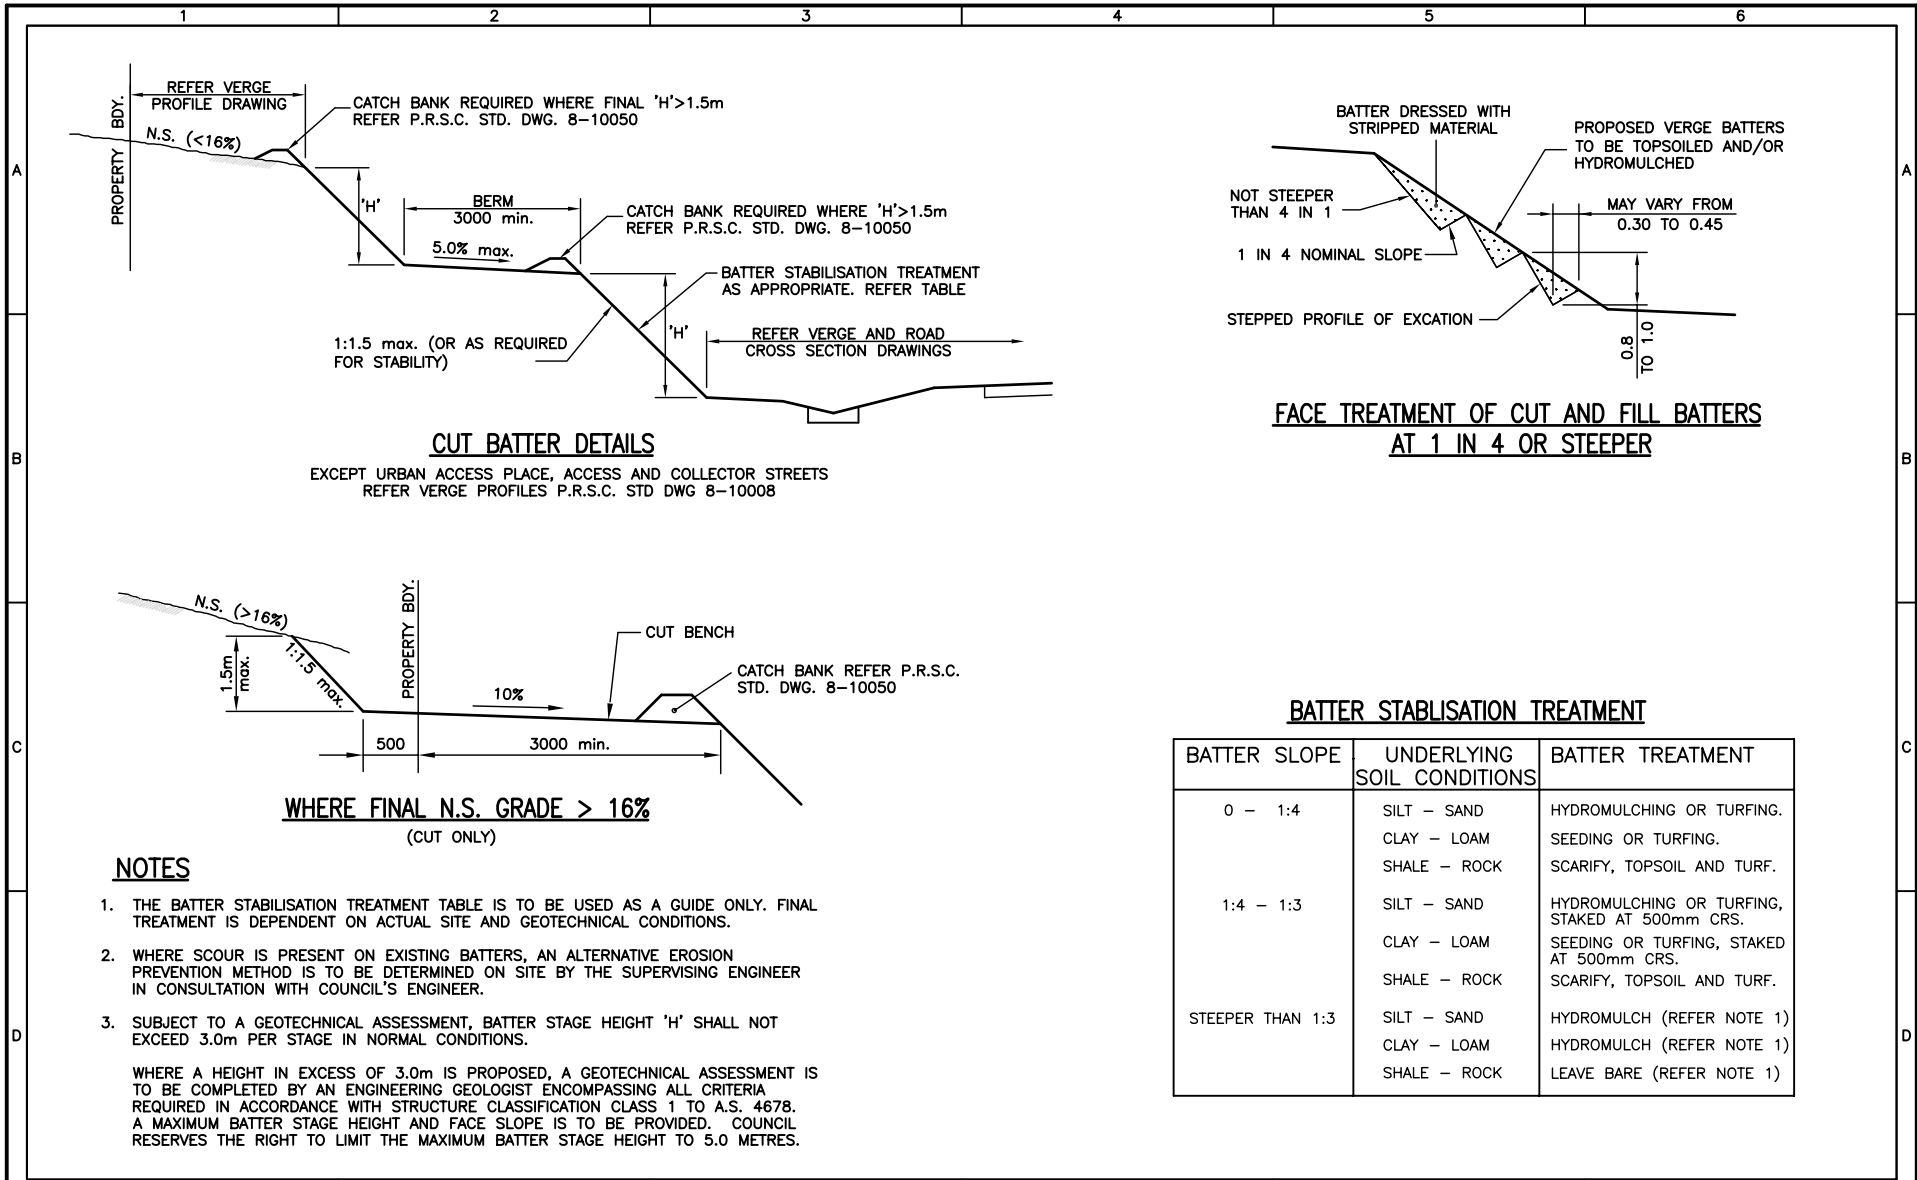 1 2 3 4 5 6
A A
B B
C C
D D
REFER VERGE
PROFILE DRAWING
PROPERTY BDY.
N.S. (<16%)
CATCH BANK REQUIRED WHERE FINAL 'H'>1.5m
REFER P.R.S.C. STD. DWG. 8-10050
'H'
BERM
3000 min.
5.0% max.
CATCH BANK REQUIRED WHERE 'H'>1.5m
REFER P.R.S.C. STD. DWG. 8-10050
BATTER STABILISATION TREATMENT
AS APPROPRIATE. REFER TABLE
'H'
1:1.5 max. (OR AS REQUIRED
FOR STABILITY)
REFER VERGE AND ROAD
CROSS SECTION DRAWINGS
CUT BATTER DETAILS
EXCEPT URBAN ACCESS PLACE, ACCESS AND COLLECTOR STREETS
REFER VERGE PROFILES P.R.S.C. STD DWG 8-10008
BATTER DRESSED WITH
STRIPPED MATERIAL
PROPOSED VERGE BATTERS
TO BE TOPSOILED AND/OR
HYDROMULCHED
NOT STEEPER
THAN 4 IN 1
MAY VARY FROM
0.30 TO 0.45
1 IN 4 NOMINAL SLOPE
STEPPED PROFILE OF EXCATION
0.8
TO 1.0
FACE TREATMENT OF CUT AND FILL BATTERS
AT 1 IN 4 OR STEEPER
N.S. (>16%)
1.5m
max.
1:1.5 max.
PROPERTY BDY.
CUT BENCH
CATCH BANK REFER P.R.S.C.
STD. DWG. 8-10050
10%
500
3000 min.
WHERE FINAL N.S. GRADE > 16%
(CUT ONLY)
NOTES
1. THE BATTER STABILISATION TREATMENT TABLE IS TO BE USED AS A GUIDE ONLY. FINAL
TREATMENT IS DEPENDENT ON ACTUAL SITE AND GEOTECHNICAL CONDITIONS.
2. WHERE SCOUR IS PRESENT ON EXISTING BATTERS, AN ALTERNATIVE EROSION
PREVENTION METHOD IS TO BE DETERMINED ON SITE BY THE SUPERVISING ENGINEER
IN CONSULTATION WITH COUNCIL'S ENGINEER.
3. SUBJECT TO A GEOTECHNICAL ASSESSMENT, BATTER STAGE HEIGHT 'H' SHALL NOT
EXCEED 3.0m PER STAGE IN NORMAL CONDITIONS.
WHERE A HEIGHT IN EXCESS OF 3.0m IS PROPOSED, A GEOTECHNICAL ASSESSMENT IS
TO BE COMPLETED BY AN ENGINEERING GEOLOGIST ENCOMPASSING ALL CRITERIA
REQUIRED IN ACCORDANCE WITH STRUCTURE CLASSIFICATION CLASS 1 TO A.S. 4678.
A MAXIMUM BATTER STAGE HEIGHT AND FACE SLOPE IS TO BE PROVIDED. COUNCIL
RESERVES THE RIGHT TO LIMIT THE MAXIMUM BATTER STAGE HEIGHT TO 5.0 METRES.
BATTER STABLISATION TREATMENT
BATTER SLOPE UNDERLYING BATTER TREATMENT
SOIL CONDITIONS
0 - 1:4 SILT - SAND HYDROMULCHING OR TURFING.
CLAY - LOAM SEEDING OR TURFING.
SHALE - ROCK SCARIFY, TOPSOIL AND TURF.
1:4 - 1:3 SILT - SAND HYDROMULCHING OR TURFING,
STAKED AT 500mm CRS.
CLAY - LOAM SEEDING OR TURFING, STAKED
AT 500mm CRS.
SHALE - ROCK SCARIFY, TOPSOIL AND TURF.
STEEPER THAN 1:3 SILT - SAND HYDROMULCH (REFER NOTE 1)
CLAY - LOAM HYDROMULCH (REFER NOTE 1)
SHALE - ROCK LEAVE BARE (REFER NOTE 1)